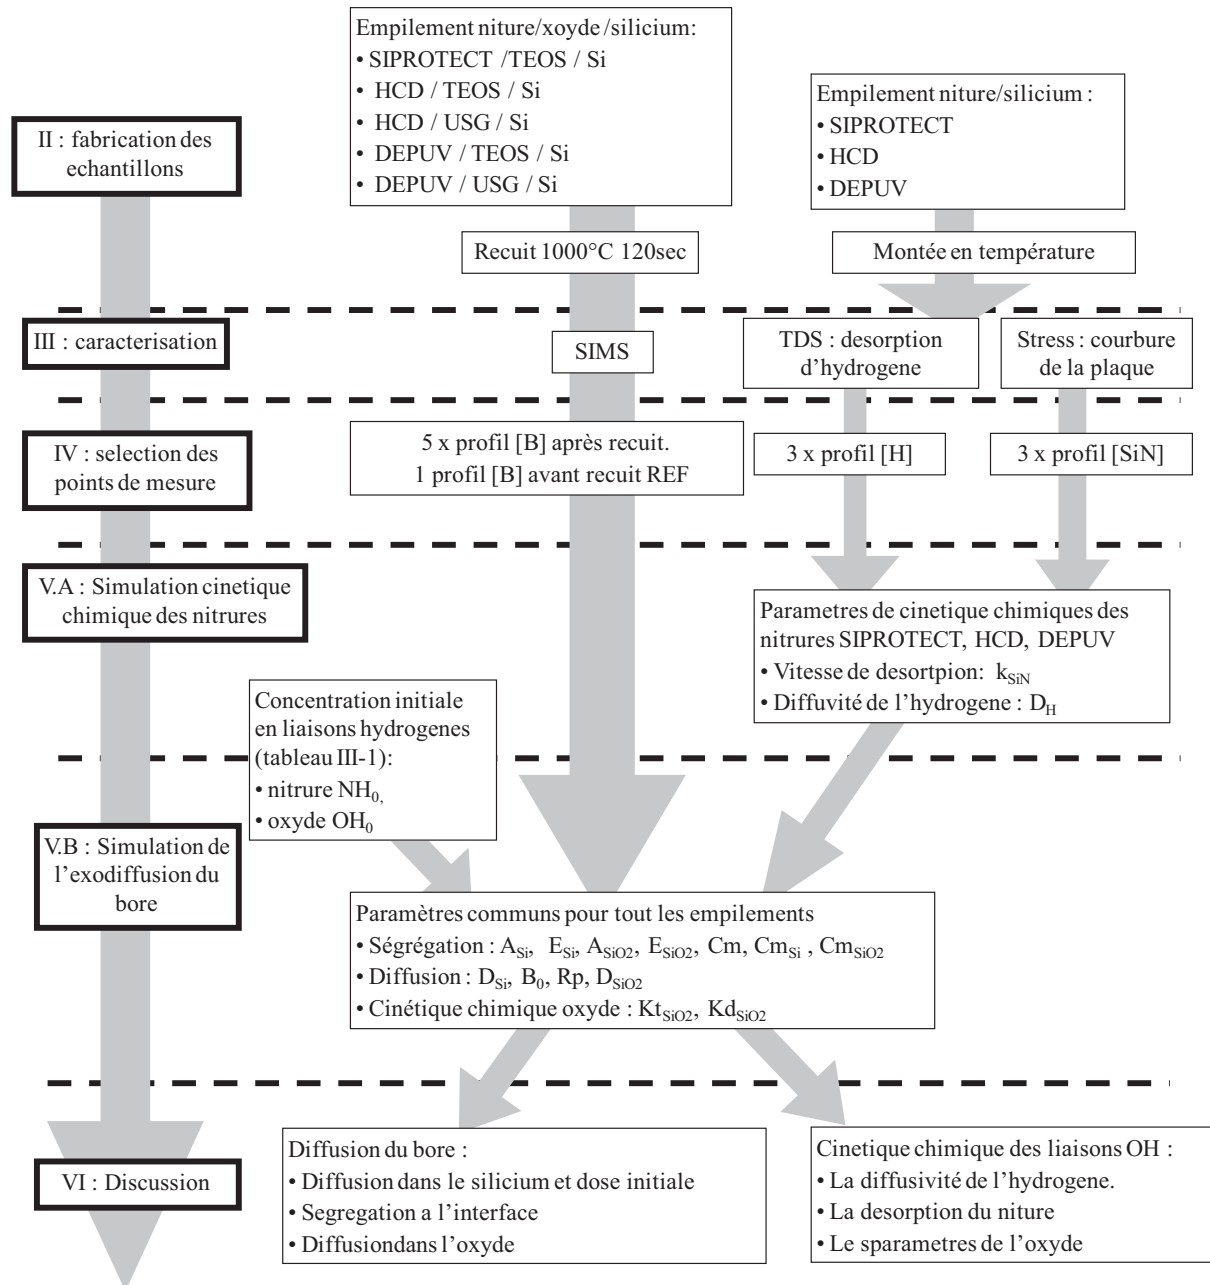 Empilement niture/xoyde/silicium:
• SIPROTECT /TEOS / Si
• HCD / TEOS / Si
• HCD / USG / Si
• DEPUV / TEOS / Si
• DEPUV / USG / Si
Empilement niture/silicium :
• SIPROTECT
• HCD
• DEPUV
II : fabrication des
echantillons
Recuit 1000°C 120sec
Montée en température
III : caracterisation
SIMS
TDS : desorption
d'hydrogene
Stress : courbure
de la plaque
IV : selection des
points de mesure
5 x profil [B] après recuit.
1 profil [B] avant recuit REF
3 x profil [H]
3 x profil [SiN]
V.A : Simulation cinetique
chimique des nitrures
Parametres de cinetique chimiques des
nitrures SIPROTECT, HCD, DEPUV
• Vitesse de desortpion: kSiN
• Diffuvité de l'hydrogene : DH
Concentration initiale
en liaisons hydrogenes
(tableau III-1):
• nitrure NH0,
• oxyde OH0
V.B : Simulation de
l'exodiffusion du
bore
Paramètres communs pour tout les empilements
• Ségrégation : ASi, ESi, ASiO2, ESiO2, Cm, CmSi , CmSiO2
• Diffusion : DSi, B0, Rp, DSiO2
• Cinétique chimique oxyde : KtSiO2, KdSiO2
VI : Discussion
Diffusion du bore :
• Diffusion dans le silicium et dose initiale
• Segregation a l'interface
• Diffusiondans l'oxyde
Cinetique chimique des liaisons OH :
• La diffusivité de l'hydrogene.
• La desorption du niture
• Le sparametres de l'oxyde